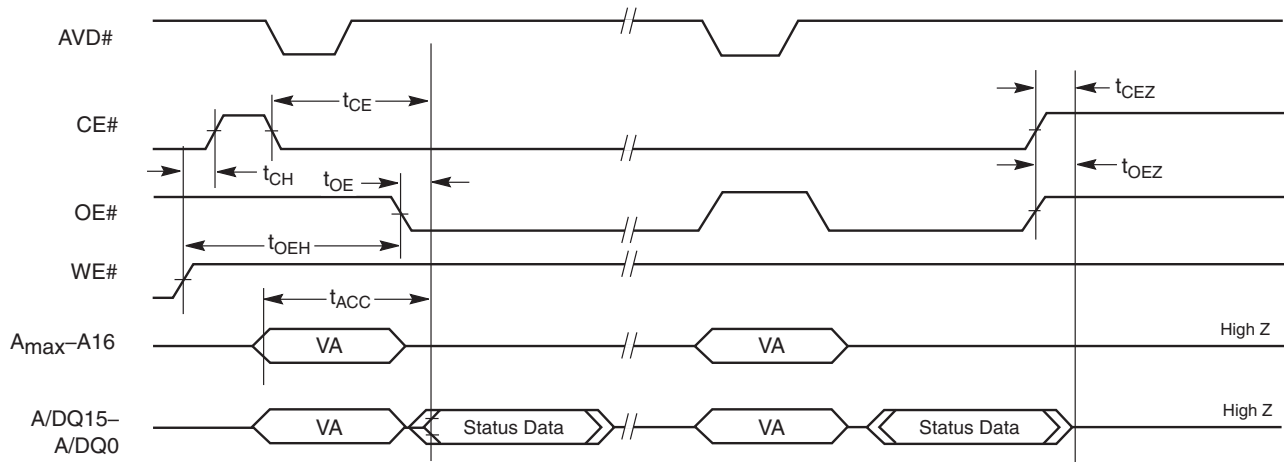 AVD#
tCE
tCEZ
CE#
tCH
tOE
tOEZ
OE#
tOEH
WE#
tACC
Amax–A16
VA
VA
High Z
A/DQ15–
A/DQ0
VA
Status Data
VA
Status Data
High Z